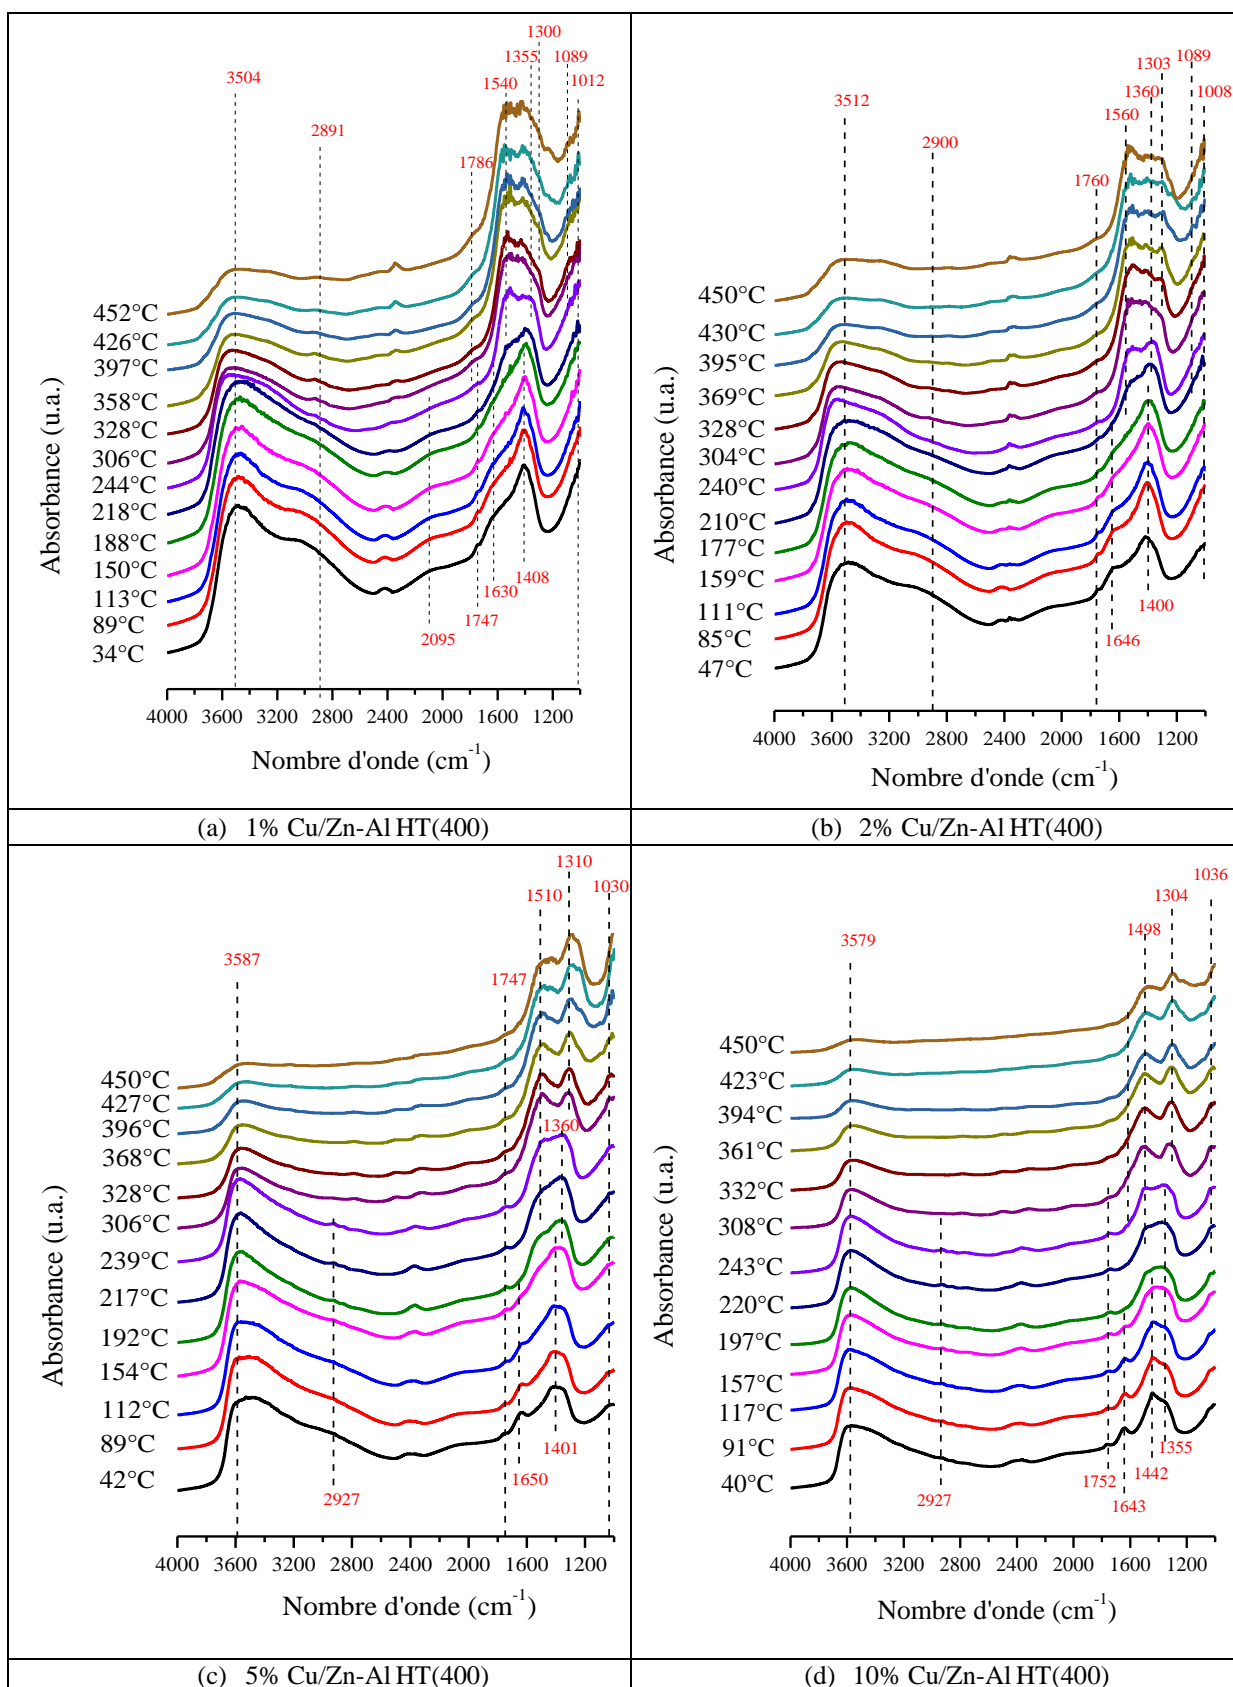 1300
1355
1089
3504
1540
1012
2891
1786
452°C
426°C
397°C
358°C
328°C
306°C
244°C
218°C
188°C
150°C
113°C
89°C
34°C
1408
1630
1747
2095
Absorbance (u.a.)
4000 3600 3200 2800 2400 2000 1600 1200
Nombre d'onde (cm-1)
(a) 1% Cu/Zn-Al HT(400)
1303
1089
1360
1008
3512
1560
2900
1760
450°C
430°C
395°C
369°C
328°C
304°C
240°C
210°C
177°C
159°C
111°C
85°C
47°C
1400
1646
Absorbance (u.a.)
4000 3600 3200 2800 2400 2000 1600 1200
Nombre d'onde (cm-1)
(b) 2% Cu/Zn-Al HT(400)
1310
1510
1030
3587
1747
450°C
427°C
396°C
368°C
1360
328°C
306°C
239°C
217°C
192°C
154°C
112°C
89°C
42°C
1401
1650
2927
Absorbance (u.a.)
4000 3600 3200 2800 2400 2000 1600 1200
Nombre d'onde (cm-1)
(c) 5% Cu/Zn-Al HT(400)
1036
1304
1498
3579
450°C
423°C
394°C
361°C
332°C
308°C
243°C
220°C
197°C
157°C
117°C
91°C
40°C
1355
1442
1752
1643
2927
Absorbance (u.a.)
4000 3600 3200 2800 2400 2000 1600 1200
Nombre d'onde (cm-1)
(d) 10% Cu/Zn-Al HT(400)